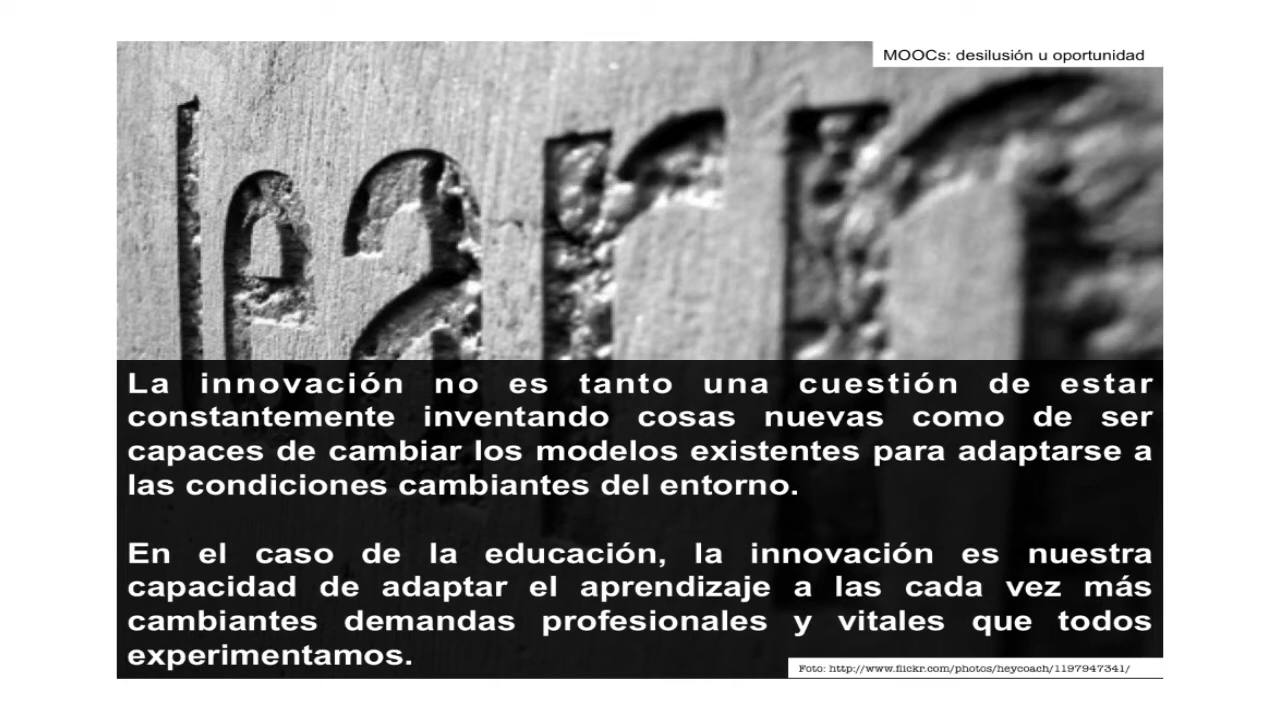 MOOCs: desilusión u oportunidad
learn
La innovación no es tanto una cuestión de estar
constantemente inventando cosas nuevas como de ser
capaces de cambiar los modelos existentes para adaptarse a
las condiciones cambiantes del entorno.
En el caso de la educación, la innovación es nuestra
capacidad de adaptar el aprendizaje a las cada vez más
cambiantes demandas profesionales y vitales que todos
experimentamos.
Foto: http://www.flickr.com/photos/heycoach/1197947341/